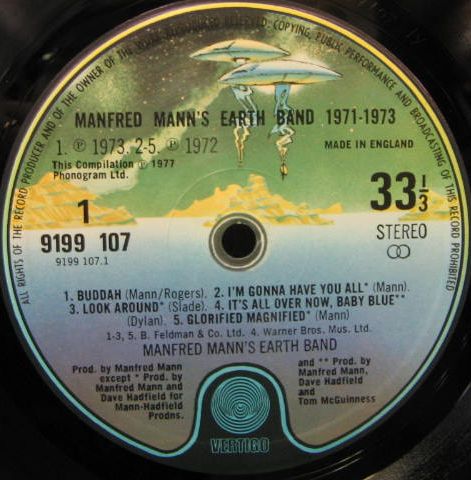 ALL RIGHTS OF THE RECORD PRODUCER AND OF THE OWNER OF THE WORK REPRODUCED RESERVED. COPYING, PUBLIC PERFORMANCE AND BROADCASTING OF THIS RECORD PROHIBITED
MANFRED MANN'S EARTH BAND 1971-1973
1. ℗ 1973. 2-5. ℗ 1972
MADE IN ENGLAND
This Compilation ℗ 1977
Phonogram Ltd.
1
33⅓
9199 107
STEREO
9199 107.1
1. BUDDAH (Mann/Rogers). 2. I'M GONNA HAVE YOU ALL* (Mann).
3. LOOK AROUND* (Slade). 4. IT'S ALL OVER NOW, BABY BLUE**
(Dylan). 5. GLORIFIED MAGNIFIED* (Mann)
1-3, 5. B. Feldman & Co. Ltd. 4. Warner Bros. Mus. Ltd.
MANFRED MANN'S EARTH BAND
Prod. by Manfred Mann
except * Prod. by
Manfred Mann and
Dave Hadfield for
Mann-Hadfield
Prodns.
and ** Prod. by
Manfred Mann,
Dave Hadfield
and
Tom McGuinness
VERTIGO